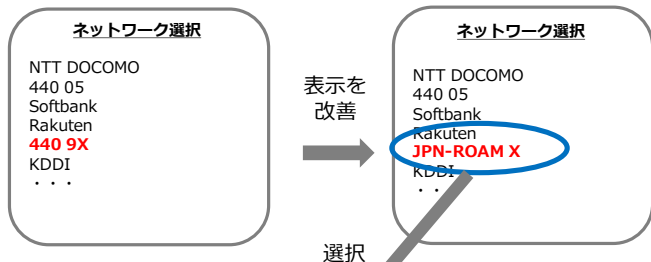 ネットワーク選択
NTT DOCOMO
440 05
Softbank
Rakuten
440 9X
KDDI
・・・
表示を
改善
ネットワーク選択
NTT DOCOMO
440 05
Softbank
Rakuten
JPN-ROAM X
KDDI
・・
選択